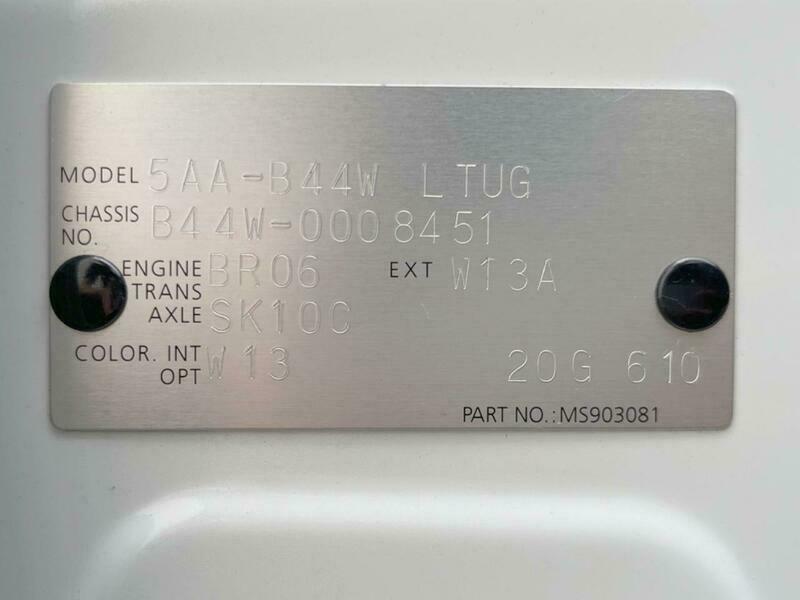 MODEL 5AA-B44W LTUG
CHASSIS NO. B44W-0008451
ENGINE BR06 EXT W13A
TRANS AXLE SK10C
COLOR. INT W13
OPT 20G 610
PART NO.:MS903081